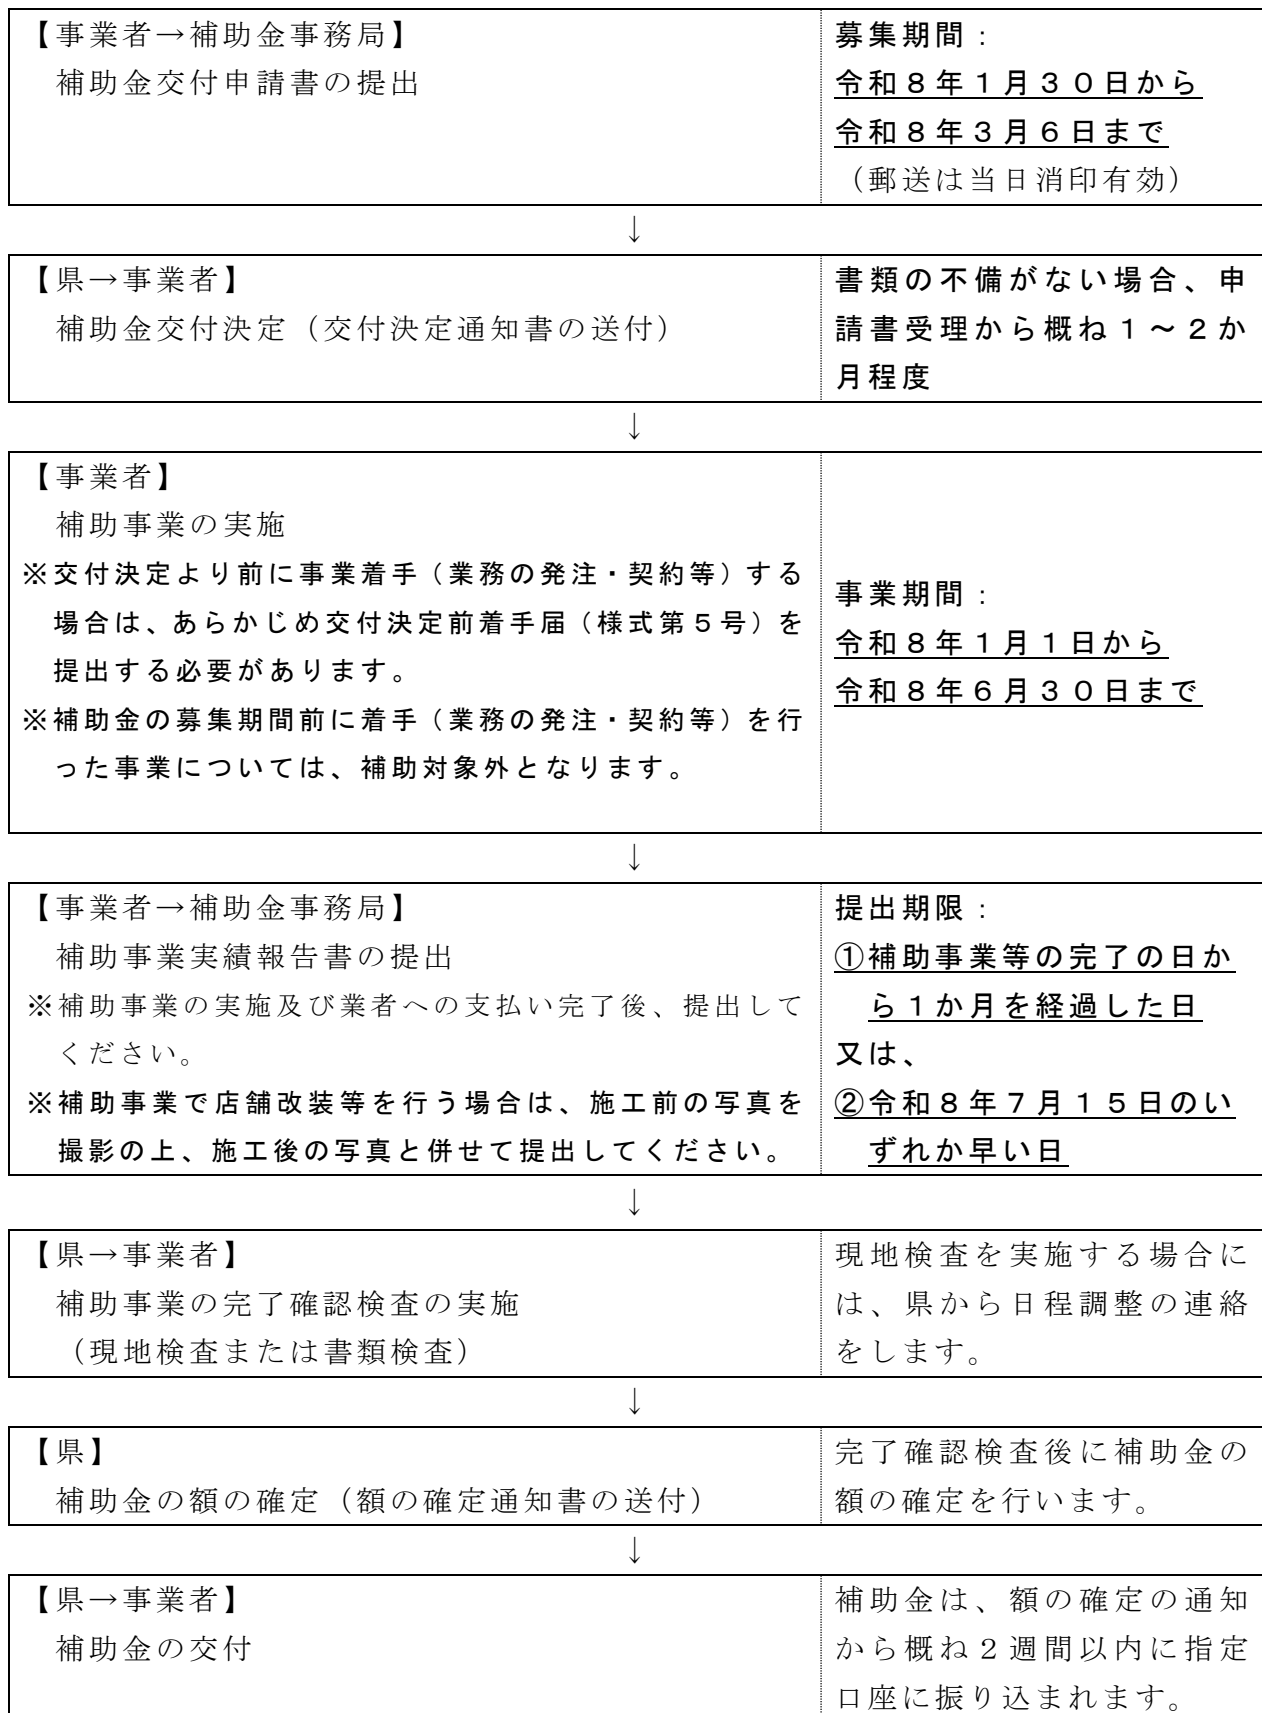 【事業者→補助金事務局】
補助金交付申請書の提出
募集期間：
令和８年１月３０日から
令和８年３月６日まで
（郵送は当日消印有効）
↓
【県→事業者】
補助金交付決定（交付決定通知書の送付）
書類の不備がない場合、申
請書受理から概ね１～２か
月程度
↓
【事業者】
補助事業の実施
※交付決定より前に事業着手（業務の発注・契約等）する
場合は、あらかじめ交付決定前着手届（様式第５号）を
提出する必要があります。
※補助金の募集期間前に着手（業務の発注・契約等）を行
った事業については、補助対象外となります。
事業期間：
令和８年１月１日から
令和８年６月３０日まで
↓
【事業者→補助金事務局】
補助事業実績報告書の提出
※補助事業の実施及び業者への支払い完了後、提出して
ください。
※補助事業で店舗改装等を行う場合は、施工前の写真を
撮影の上、施工後の写真と併せて提出してください。
提出期限：
①補助事業等の完了の日か
ら１か月を経過した日
又は、
②令和８年７月１５日のい
ずれか早い日
↓
【県→事業者】
補助事業の完了確認検査の実施
（現地検査または書類検査）
現地検査を実施する場合に
は、県から日程調整の連絡
をします。
↓
【県】
補助金の額の確定（額の確定通知書の送付）
完了確認検査後に補助金の
額の確定を行います。
↓
【県→事業者】
補助金の交付
補助金は、額の確定の通知
から概ね２週間以内に指定
口座に振り込まれます。